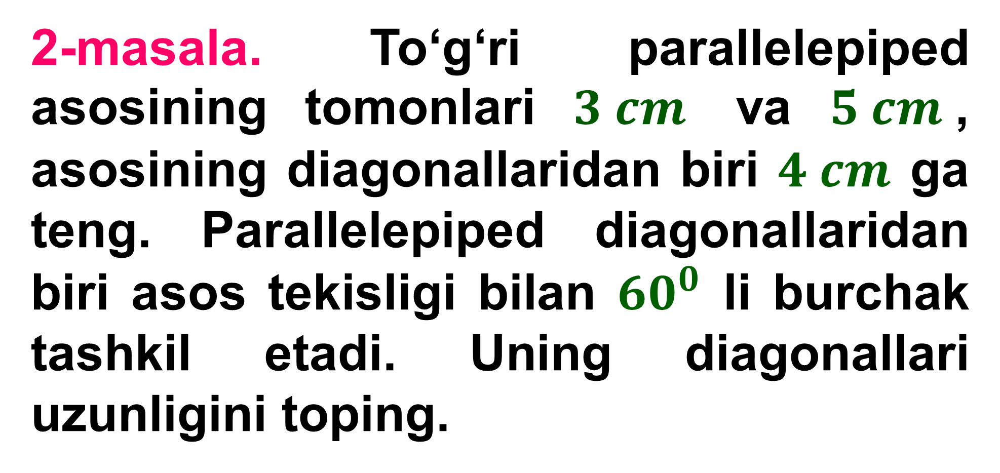 2-masala. To‘g‘ri parallelepiped
asosining tomonlari 3 cm va 5 cm ,
asosining diagonallaridan biri 4 cm ga
teng. Parallelepiped diagonallaridan
biri asos tekisligi bilan 60⁰ li burchak
tashkil etadi. Uning diagonallari
uzunligini toping.